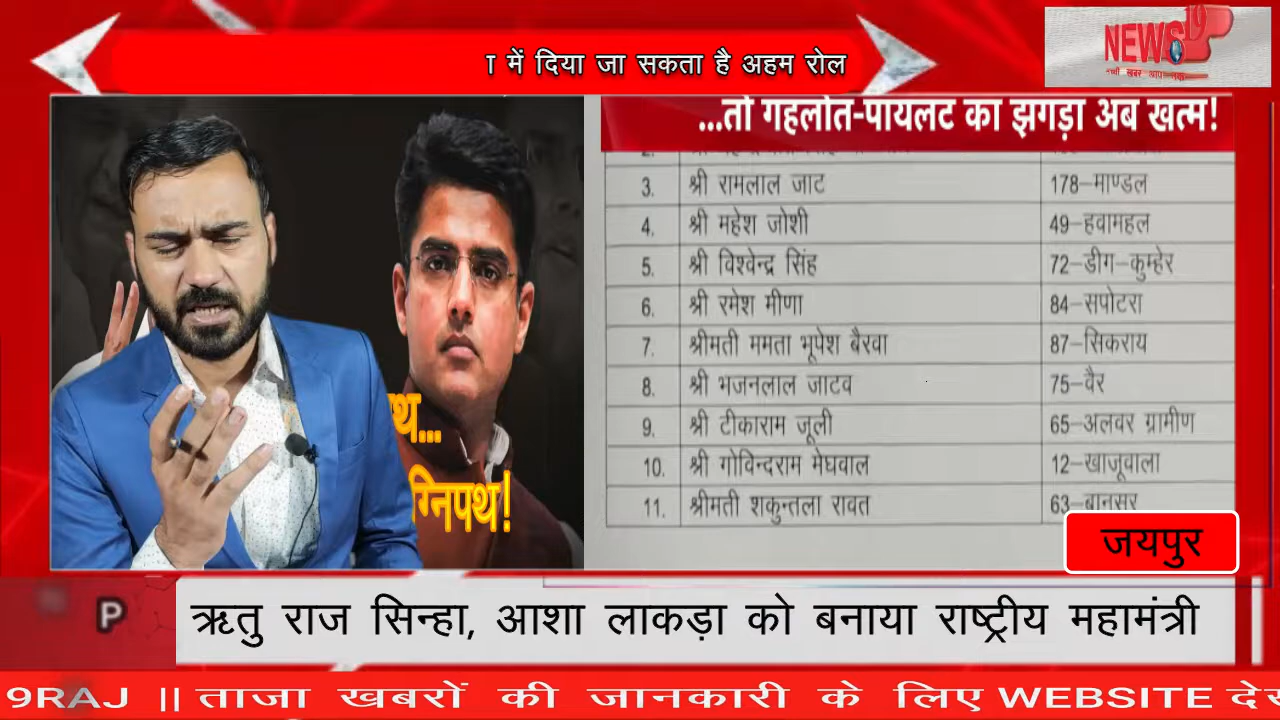 ा में दिया जा सकता है अहम रोल
NEWS 19
...तो गहलोत-पायलट का झगड़ा अब खत्म!
3. श्री रामलाल जाट 178–माण्डल
4. श्री महेश जोशी 49–हवामहल
5. श्री विश्वेन्द्र सिंह 72–डीग–कुम्हेर
6. श्री रमेश मीणा 84–सपोटरा
7. श्रीमती ममता भूपेश बैरवा 87–सिकराय
8. श्री भजनलाल जाटव 75–वैर
9. श्री टीकाराम जूली 65–अलवर ग्रामीण
10. श्री गोविन्दराम मेघवाल 12–खाजूवाला
11. श्रीमती शकुन्तला रावत 63–बानसूर
थ...
ग्निपथ!
जयपुर
P
ऋतु राज सिन्हा, आशा लाकड़ा को बनाया राष्ट्रीय महामंत्री
9RAJ || ताजा खबरों की जानकारी के लिए WEBSITE देस